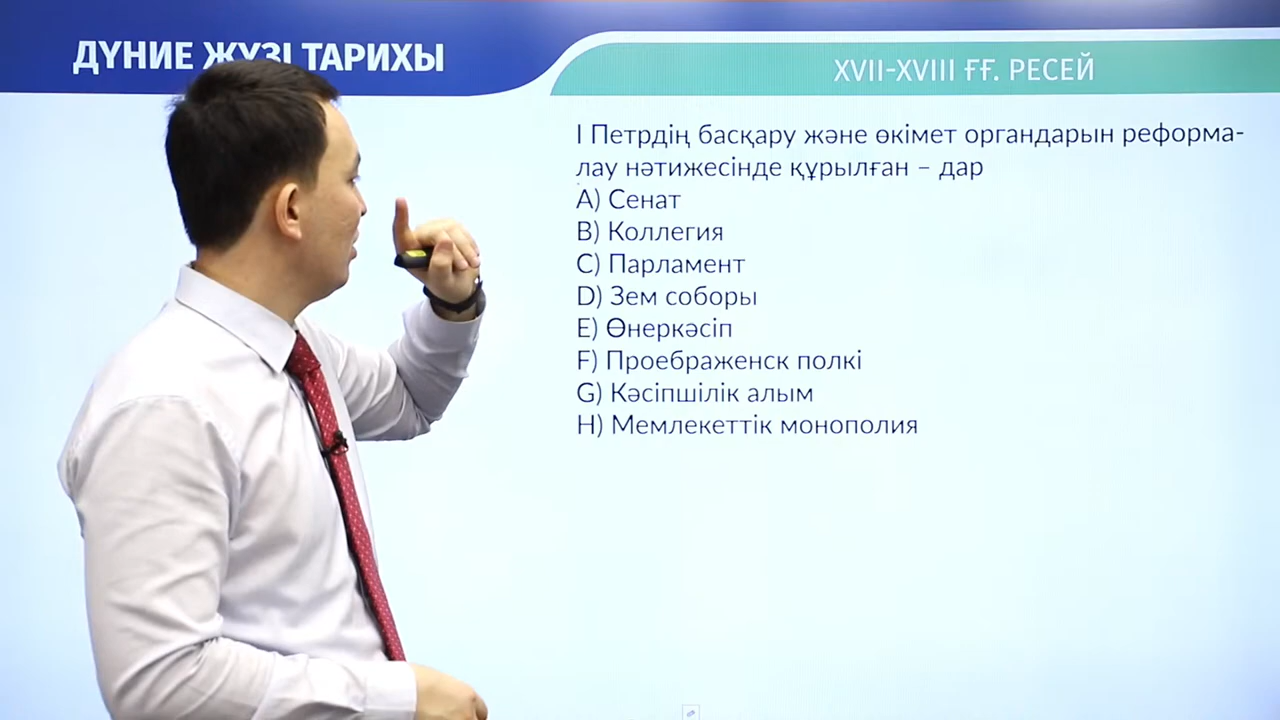 ДҮНИЕ ЖҮЗІ ТАРИХЫ
XVII-XVIII ҒҒ. РЕСЕЙ
І Петрдің басқару және өкімет органдарын реформа-
лау нәтижесінде құрылған – дар
A) Сенат
B) Коллегия
C) Парламент
D) Зем соборы
E) Өнеркәсіп
F) Проебраженск полкі
G) Кәсіпшілік алым
H) Мемлекеттік монополия